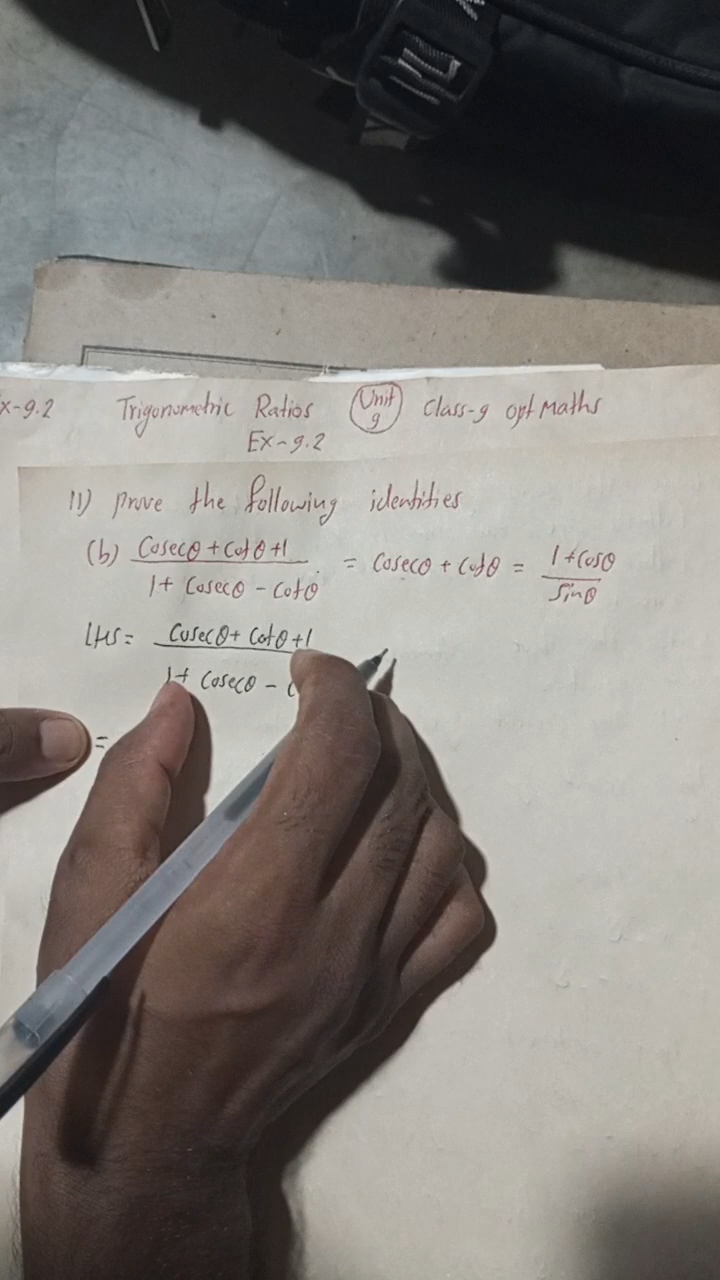 x-9.2 Trigonometric Ratios Unit 9 Class-9 opt Maths
Ex-9.2
11) prove the following identities
(b) Cosecθ+Cotθ+1 / 1+ Cosecθ - Cotθ = Cosecθ + Cotθ = 1+Cosθ / Sinθ
LHS = Cosecθ+ Cotθ+1 / 1+ Cosecθ -
=